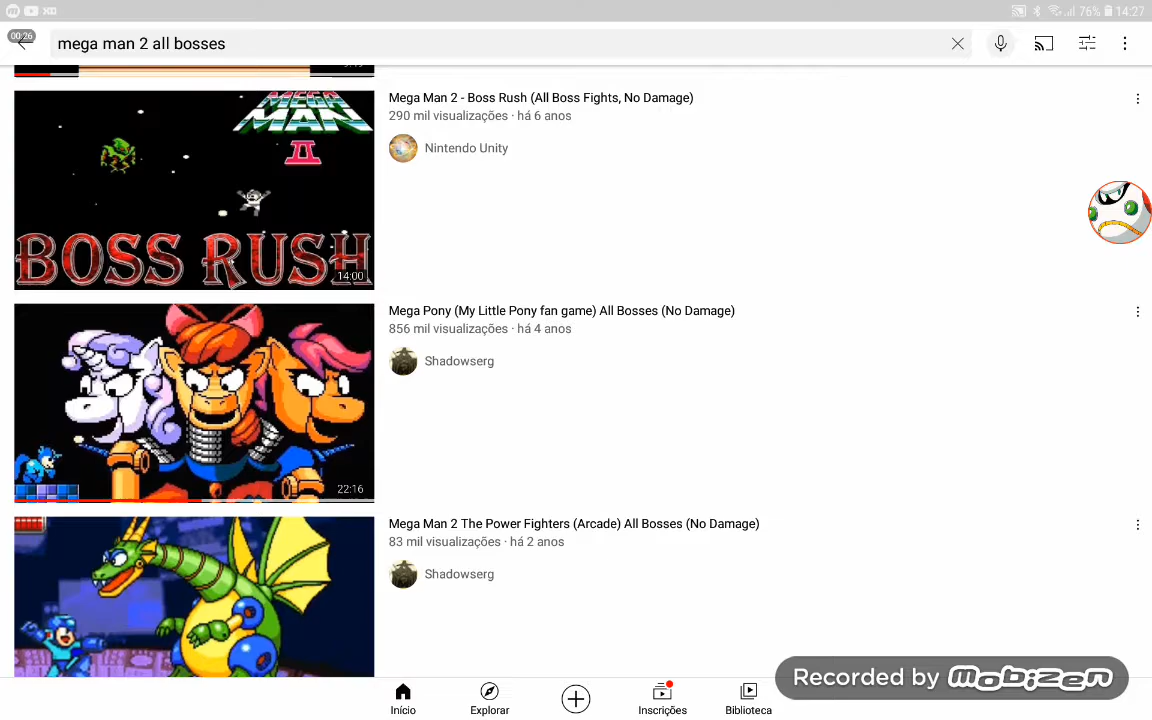 76% 14:27
00:26
mega man 2 all bosses
Mega Man 2 - Boss Rush (All Boss Fights, No Damage)
290 mil visualizações · há 6 anos
Nintendo Unity
MEGA
MAN
II
BOSS RUSH
14:00
Mega Pony (My Little Pony fan game) All Bosses (No Damage)
856 mil visualizações · há 4 anos
Shadowserg
22:16
Mega Man 2 The Power Fighters (Arcade) All Bosses (No Damage)
83 mil visualizações · há 2 anos
Shadowserg
Recorded by MOBIZEN
Início
Explorar
Inscrições
Biblioteca